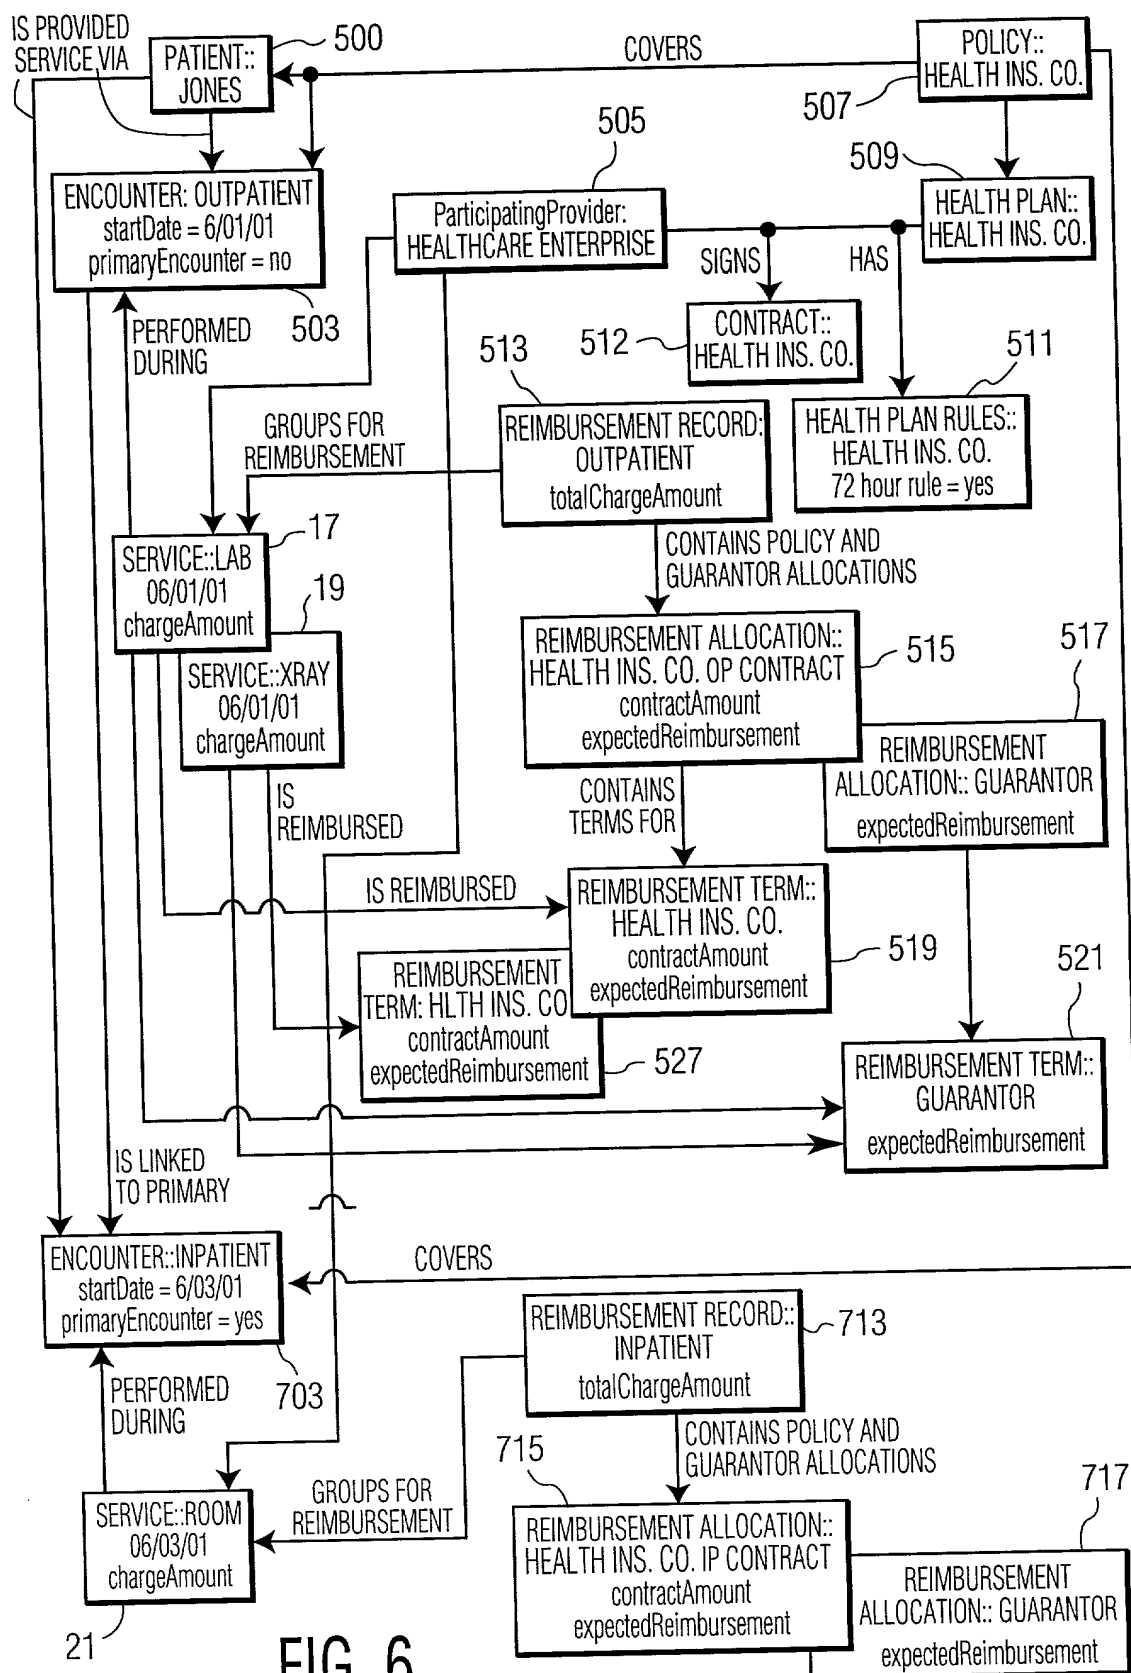 IS PROVIDED
SERVICE VIA
PATIENT::
JONES
500
COVERS
POLICY::
HEALTH INS. CO.
507
505
509
ENCOUNTER: OUTPATIENT
startDate = 6/01/01
primaryEncounter = no
503
ParticipatingProvider:
HEALTHCARE ENTERPRISE
HEALTH PLAN::
HEALTH INS. CO.
SIGNS
HAS
PERFORMED
DURING
512
CONTRACT::
HEALTH INS. CO.
513
511
GROUPS FOR
REIMBURSEMENT
REIMBURSEMENT RECORD:
OUTPATIENT
totalChargeAmount
HEALTH PLAN RULES::
HEALTH INS. CO.
72 hour rule = yes
17
SERVICE::LAB
06/01/01
chargeAmount
CONTAINS POLICY AND
GUARANTOR ALLOCATIONS
19
SERVICE::XRAY
06/01/01
chargeAmount
REIMBURSEMENT ALLOCATION::
HEALTH INS. CO. OP CONTRACT
contractAmount
expectedReimbursement
515
517
REIMBURSEMENT
ALLOCATION:: GUARANTOR
expectedReimbursement
IS
REIMBURSED
CONTAINS
TERMS FOR
IS REIMBURSED
REIMBURSEMENT TERM::
HEALTH INS. CO.
contractAmount
expectedReimbursement
519
REIMBURSEMENT
TERM: HLTH INS. CO
contractAmount
expectedReimbursement
527
521
REIMBURSEMENT TERM::
GUARANTOR
expectedReimbursement
IS LINKED
TO PRIMARY
ENCOUNTER::INPATIENT
startDate = 6/03/01
primaryEncounter = yes
703
COVERS
REIMBURSEMENT RECORD::
INPATIENT
totalChargeAmount
713
PERFORMED
DURING
CONTAINS POLICY AND
GUARANTOR ALLOCATIONS
715
717
SERVICE::ROOM
06/03/01
chargeAmount
21
GROUPS FOR
REIMBURSEMENT
REIMBURSEMENT ALLOCATION::
HEALTH INS. CO. IP CONTRACT
contractAmount
expectedReimbursement
REIMBURSEMENT
ALLOCATION:: GUARANTOR
expectedReimbursement
FIG. 6